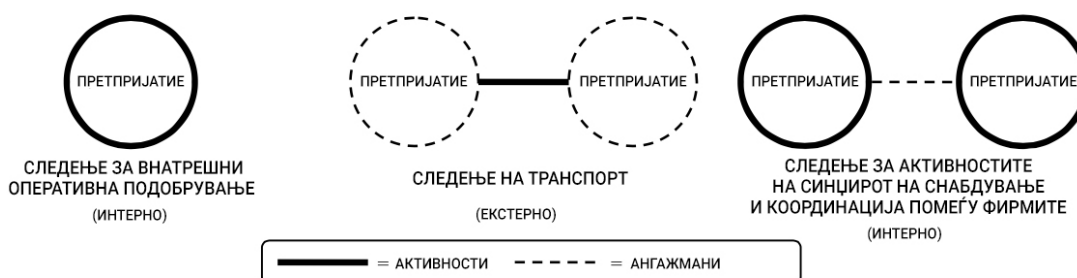 ПРЕТПРИЈАТИЕ
СЛЕДЕЊЕ ЗА ВНАТРЕШНИ
ОПЕРАТИВНА ПОДОБРУВАЊЕ
(ИНТЕРНО)
ПРЕТПРИЈАТИЕ
ПРЕТПРИЈАТИЕ
СЛЕДЕЊЕ НА ТРАНСПОРТ
(ЕКСТЕРНО)
ПРЕТПРИЈАТИЕ
ПРЕТПРИЈАТИЕ
СЛЕДЕЊЕ ЗА АКТИВНОСТИТЕ
НА СИНЏИРОТ НА СНАБДУВАЊЕ
И КООРДИНАЦИЈА ПОМЕЃУ ФИРМИТЕ
(ИНТЕРНО)
= АКТИВНОСТИ
= АНГАЖМАНИ